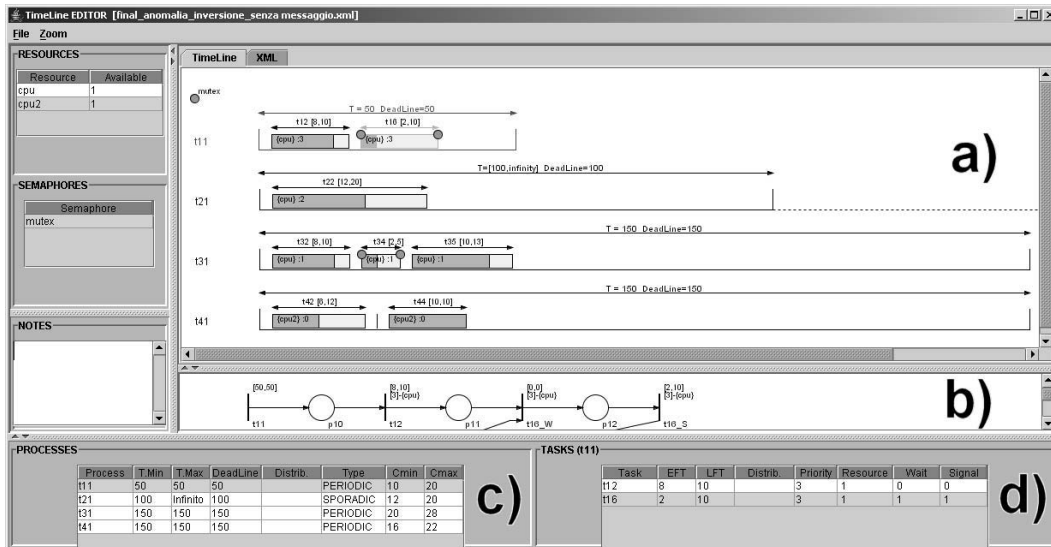 TimeLine EDITOR [final_anomalia_inversione_senza messaggio.xml]
File Zoom
RESOURCES
Resource Available
cpu 1
cpu2 1
SEMAPHORES
Semaphore
mutex
NOTES
TimeLine XML
mutex
T = 50 DeadLine=50
t12 [8,10] t16 [2,10]
t11 {cpu} :3 {cpu} :3
a)
T=[100,infinity] DeadLine=100
t22 [12,20]
t21 {cpu} :2
T = 150 DeadLine=150
t32 [8,10] t34 [2,5] t35 [10,13]
t31 {cpu} :1 {cpu} :1 {cpu} :1
T = 150 DeadLine=150
t42 [6,12] t44 [10,10]
t41 {cpu2} :0 {cpu2} :0
[50,50] [8,10] [0,0] [2,10]
[3]-{cpu} [3]-{cpu} [3]-{cpu}
b)
t11 p10 t12 p11 t16_W p12 t16_S
PROCESSES
Process T.Min T.Max DeadLine Distrib. Type Cmin Cmax
t11 50 50 50 PERIODIC 10 20
t21 100 Infinito 100 SPORADIC 12 20
t31 150 150 150 PERIODIC 20 28
t41 150 150 150 PERIODIC 16 22
c)
TASKS (t11)
Task EFT LFT Distrib. Priority Resource Wait Signal
t12 8 10 3 1 0 0
t16 2 10 3 1 1 1
d)